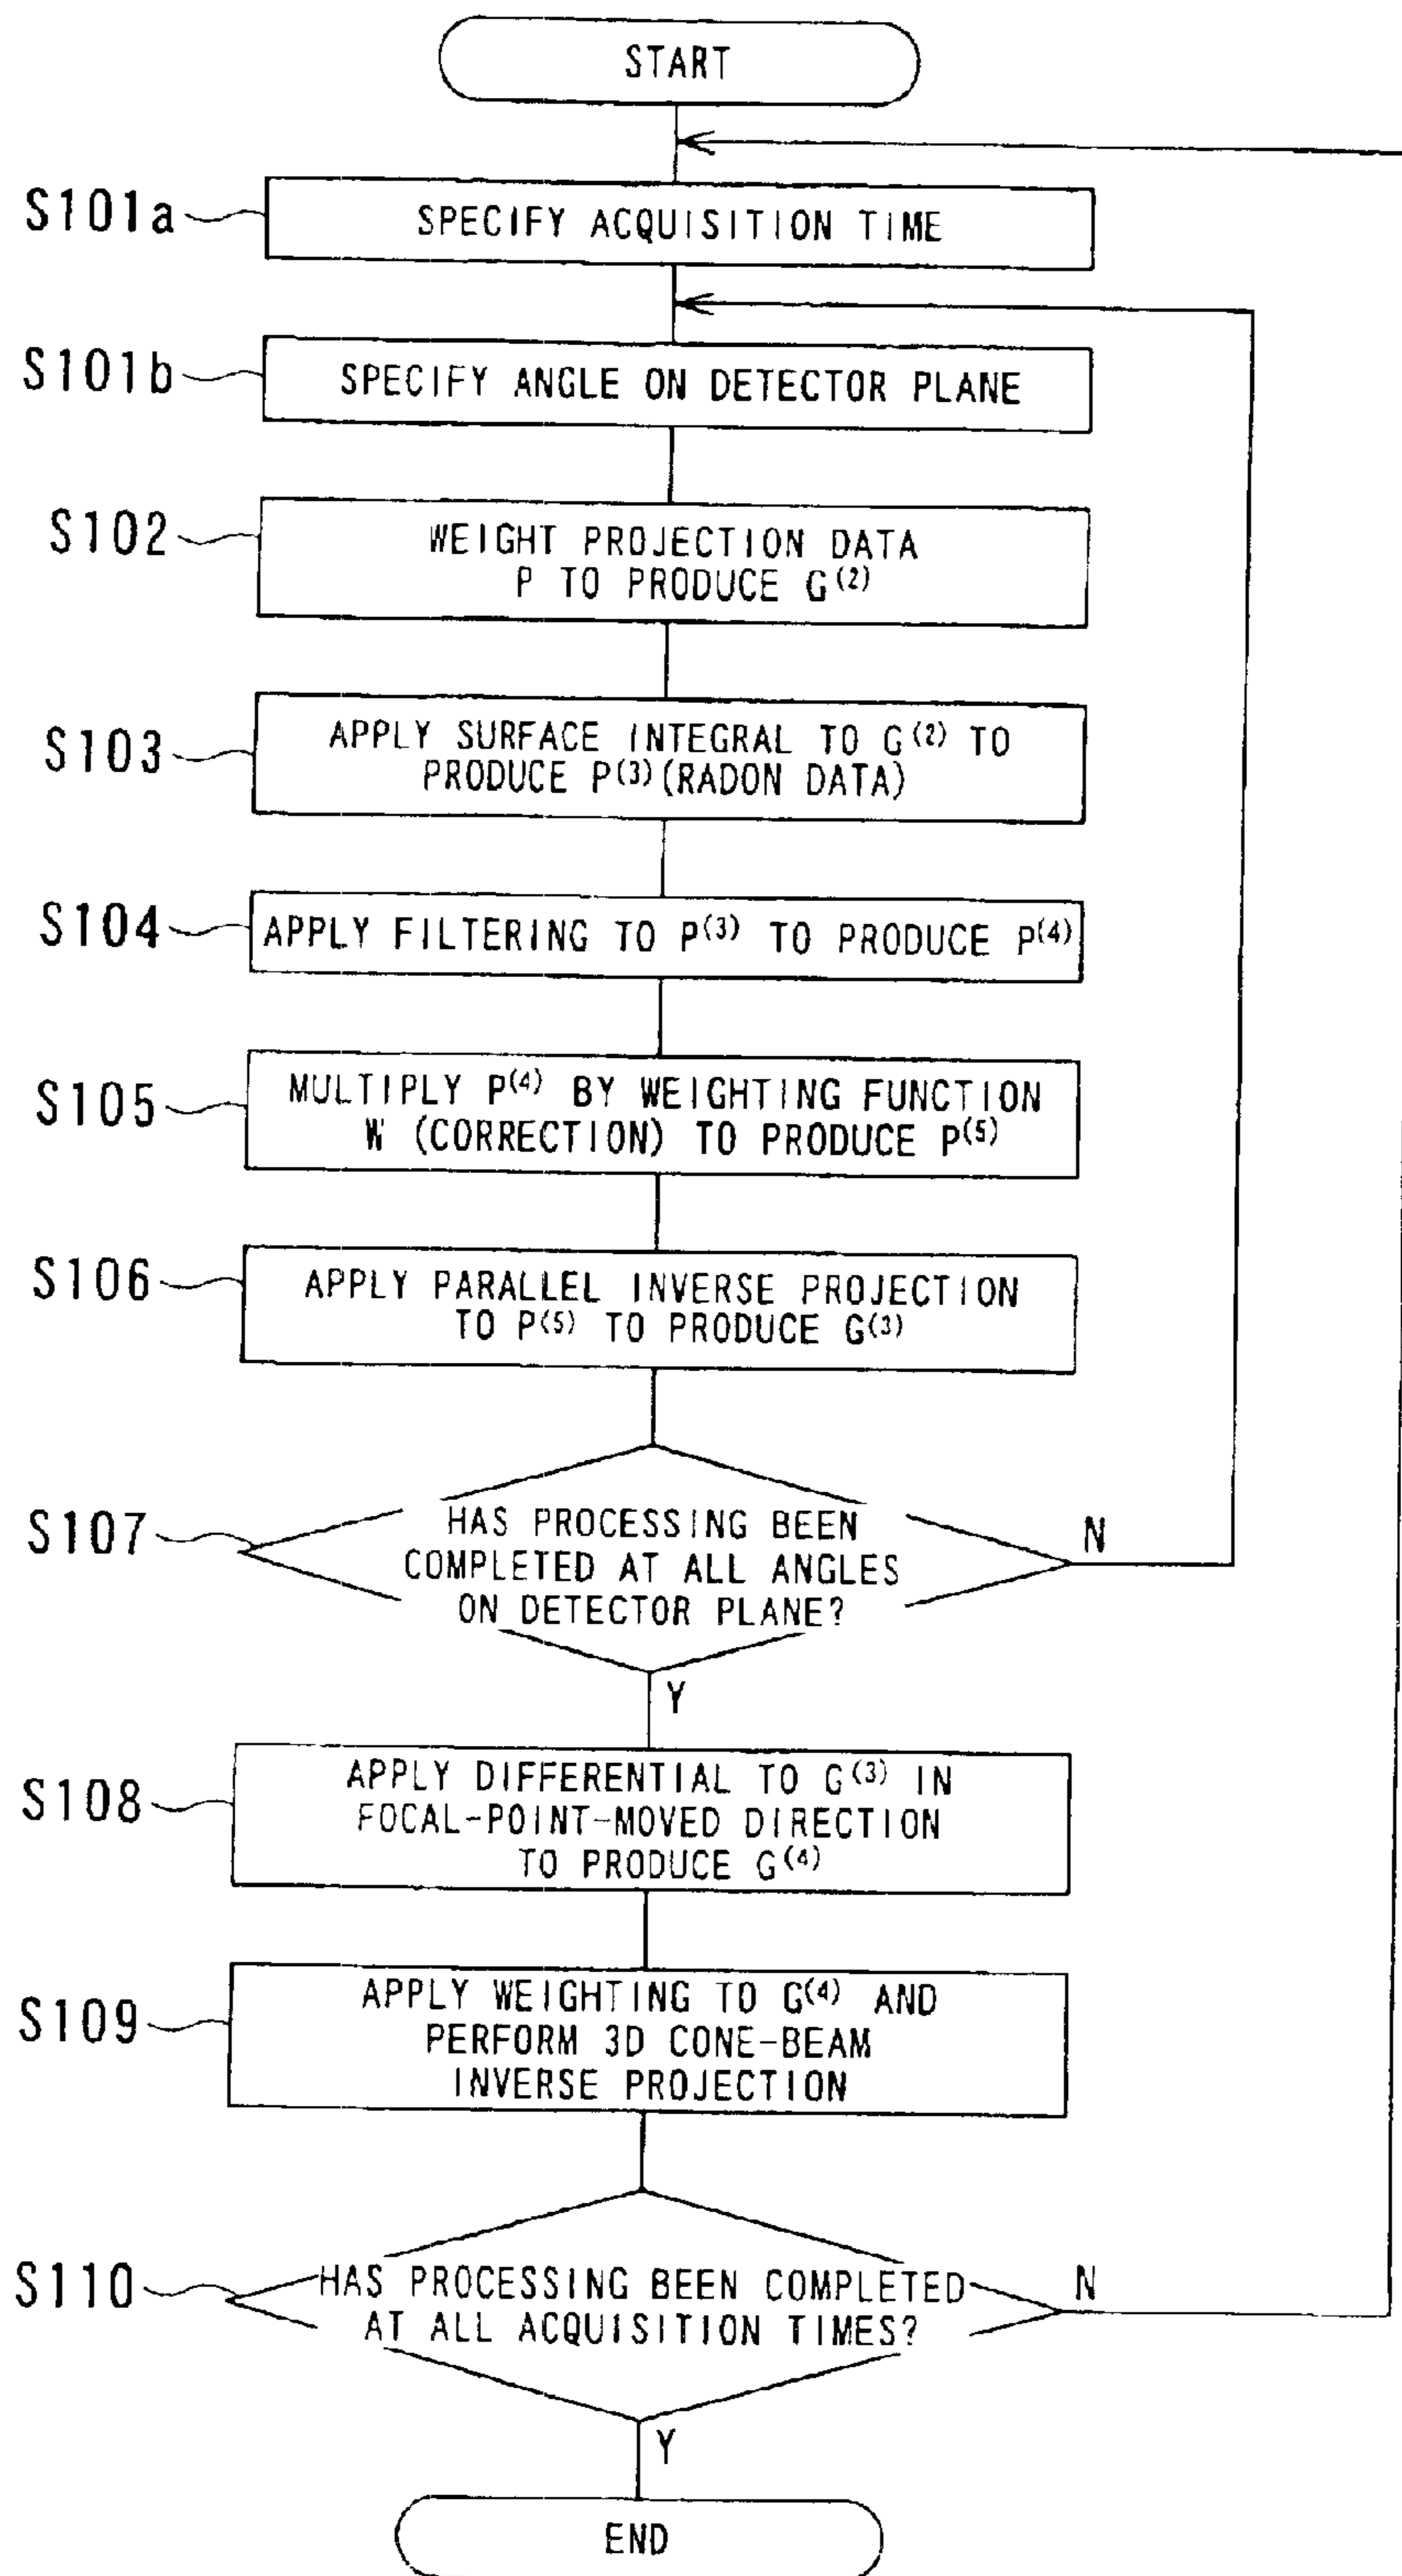 START
S101a
SPECIFY ACQUISITION TIME
S101b
SPECIFY ANGLE ON DETECTOR PLANE
S102
WEIGHT PROJECTION DATA
P TO PRODUCE G(2)
S103
APPLY SURFACE INTEGRAL TO G(2) TO
PRODUCE P(3) (RADON DATA)
S104
APPLY FILTERING TO P(3) TO PRODUCE P(4)
S105
MULTIPLY P(4) BY WEIGHTING FUNCTION
W (CORRECTION) TO PRODUCE P(5)
S106
APPLY PARALLEL INVERSE PROJECTION
TO P(5) TO PRODUCE G(3)
S107
HAS PROCESSING BEEN
COMPLETED AT ALL ANGLES
ON DETECTOR PLANE?
N
Y
S108
APPLY DIFFERENTIAL TO G(3) IN
FOCAL-POINT-MOVED DIRECTION
TO PRODUCE G(4)
S109
APPLY WEIGHTING TO G(4) AND
PERFORM 3D CONE-BEAM
INVERSE PROJECTION
S110
HAS PROCESSING BEEN COMPLETED
AT ALL ACQUISITION TIMES?
N
Y
END